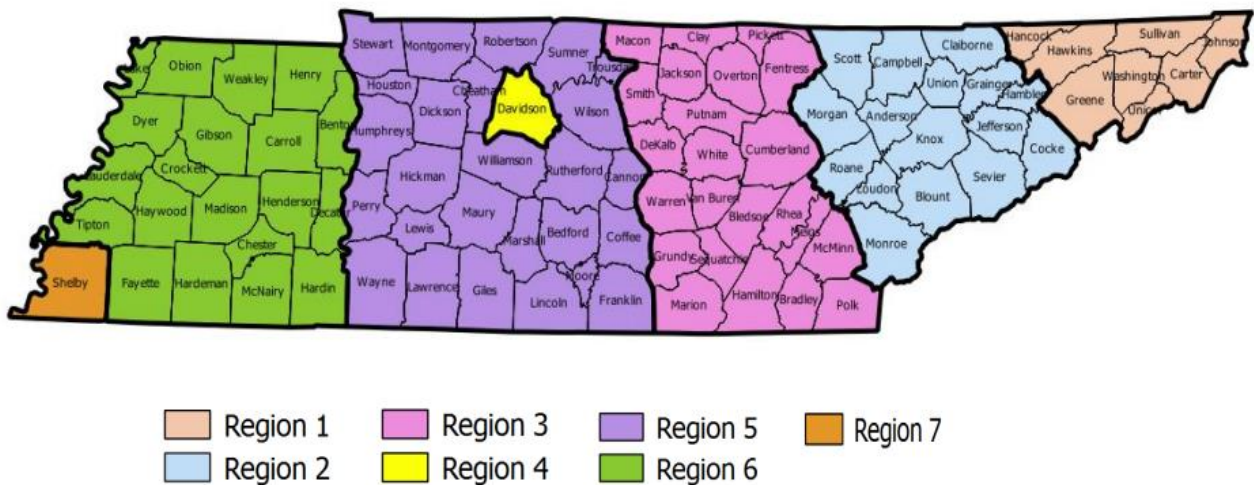 Stewart Montgomery Robertson Sumner Trousdale Macon Clay Pickett
Hancock Hawkins Sullivan Johnson
Lake Obion Weakley Henry
Houston Cheatham Davidson Wilson
Smith Jackson Overton Fentress
Scott Campbell Claiborne Union Grainger Hamblen
Greene Washington Carter Union
Dyer Gibson Carroll Benton
Humphreys Dickson Putnam
Morgan Anderson Knox Jefferson Cocke
Lauderdale Crockett
Hickman Williamson Rutherford Cannon
DeKalb White Cumberland
Roane Loudon Blount Sevier
Tipton Haywood Madison Henderson Decatur
Perry Lewis Maury Marshall Bedford Coffee
Warren Van Buren Bledsoe Rhea Meigs McMinn
Monroe
Shelby Fayette Hardeman Chester McNairy Hardin
Wayne Lawrence Giles Lincoln Moore Franklin
Grundy Sequatchie Marion Hamilton Bradley Polk
Region 1 Region 3 Region 5 Region 7
Region 2 Region 4 Region 6